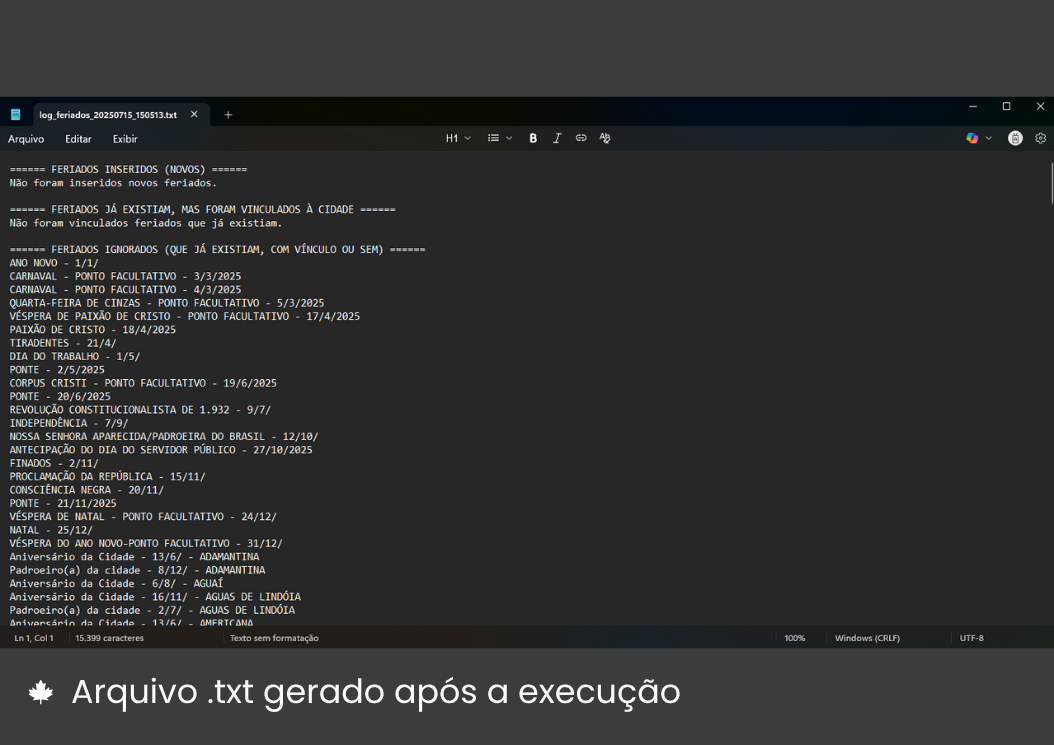 log_feriados_20250715_150513.txt
Arquivo Editar Exibir
H1
====== FERIADOS INSERIDOS (NOVOS) ======
Não foram inseridos novos feriados.
====== FERIADOS JÁ EXISTIAM, MAS FORAM VINCULADOS À CIDADE ======
Não foram vinculados feriados que já existiam.
====== FERIADOS IGNORADOS (QUE JÁ EXISTIAM, COM VÍNCULO OU SEM) ======
ANO NOVO - 1/1/
CARNAVAL - PONTO FACULTATIVO - 3/3/2025
CARNAVAL - PONTO FACULTATIVO - 4/3/2025
QUARTA-FEIRA DE CINZAS - PONTO FACULTATIVO - 5/3/2025
VÉSPERA DE PAIXÃO DE CRISTO - PONTO FACULTATIVO - 17/4/2025
PAIXÃO DE CRISTO - 18/4/2025
TIRADENTES - 21/4/
DIA DO TRABALHO - 1/5/
PONTE - 2/5/2025
CORPUS CRISTI - PONTO FACULTATIVO - 19/6/2025
PONTE - 20/6/2025
REVOLUÇÃO CONSTITUCIONALISTA DE 1.932 - 9/7/
INDEPENDÊNCIA - 7/9/
NOSSA SENHORA APARECIDA/PADROEIRA DO BRASIL - 12/10/
ANTECIPAÇÃO DO DIA DO SERVIDOR PÚBLICO - 27/10/2025
FINADOS - 2/11/
PROCLAMAÇÃO DA REPÚBLICA - 15/11/
CONSCIÊNCIA NEGRA - 20/11/
PONTE - 21/11/2025
VÉSPERA DE NATAL - PONTO FACULTATIVO - 24/12/
NATAL - 25/12/
VÉSPERA DO ANO NOVO-PONTO FACULTATIVO - 31/12/
Aniversário da Cidade - 13/6/ - ADAMANTINA
Padroeiro(a) da cidade - 8/12/ - ADAMANTINA
Aniversário da Cidade - 6/8/ - AGUAÍ
Aniversário da Cidade - 16/11/ - AGUAS DE LINDÓIA
Padroeiro(a) da cidade - 2/7/ - AGUAS DE LINDÓIA
Aniversário da Cidade - 13/6/ - AMERICANA
Ln 1, Col 1 15.399 caracteres Texto sem formatação 100% Windows (CRLF) UTF-8
Arquivo .txt gerado após a execução